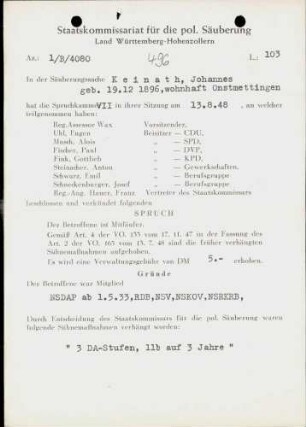 Staatskommissariat für die pol. Säuberung
Land Württemberg-Hohenzollern
Az.: 1/B/4080
496
L.: 103
In der Säuberungssache K e i n a t h, Johannes
geb. 19.12 1896, wohnhaft Onstmettingen
hat die Spruchkammer VII in ihrer Sitzung am 13.8.48 , an welcher
teilgenommen haben:
Reg.Assessor Wax Vorsitzender,
Uhl, Eugen Beisitzer — CDU,
Mauth, Alois „ — SPD,
Fischer, Paul „ — DVP,
Fink, Gottlieb „ — KPD,
Steinacher, Anton „ — Gewerkschaften,
Schwarz, Emil „ — Berufsgruppe
Schneckenburger, Josef „ — Berufsgruppe
Reg.-Ang. Hauer, Franz Vertreter des Staatskommissars
beschlossen und verkündet folgenden
SPRUCH
Der Betroffene ist Mitläufer.
Gemäß Art. 4 der VO. 133 vom 17. 11. 47 in der Fassung des
Art. 2 der VO. 165 vom 13. 7. 48 sind die früher verhängten
Sühnemaßnahmen aufgehoben.
Es wird eine Verwaltungsgebühr von DM 5.- erhoben.
Gründe
Der Betroffene war Mitglied
NSDAP ab 1.5.33,RDB,NSV,NSKOV,NSRERB,
Durch Entscheidung des Staatskommissars für die pol. Säuberung waren
folgende Sühnemaßnahmen verhängt worden:
" 3 DA-Stufen, 11b auf 3 Jahre "